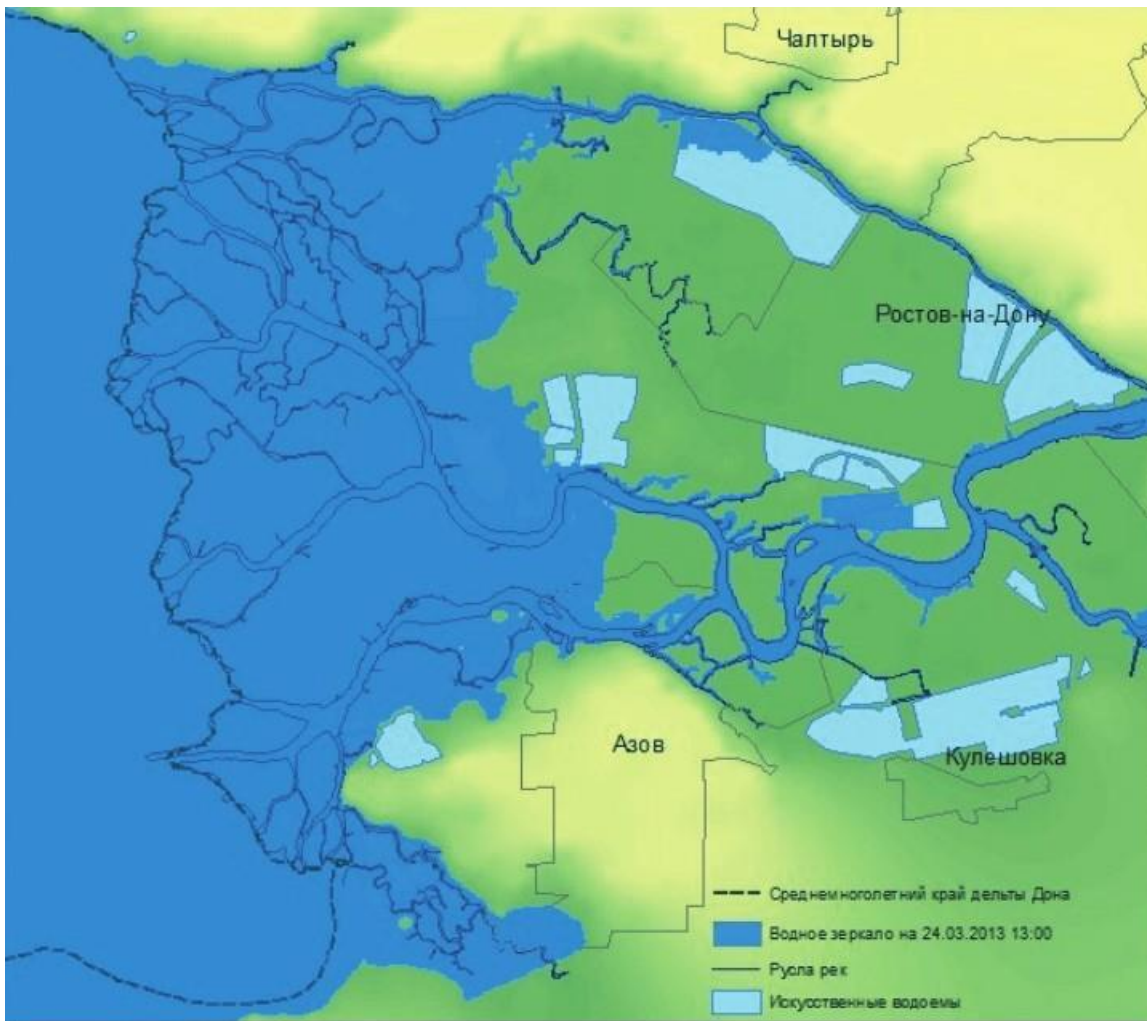 Чалтырь
Ростов-на-Дону
Азов
Кулешовка
Среднемноголетний край дельты Дона
Водное зеркало на 24.03.2013 13:00
Русла рек
Искусственные водоемы